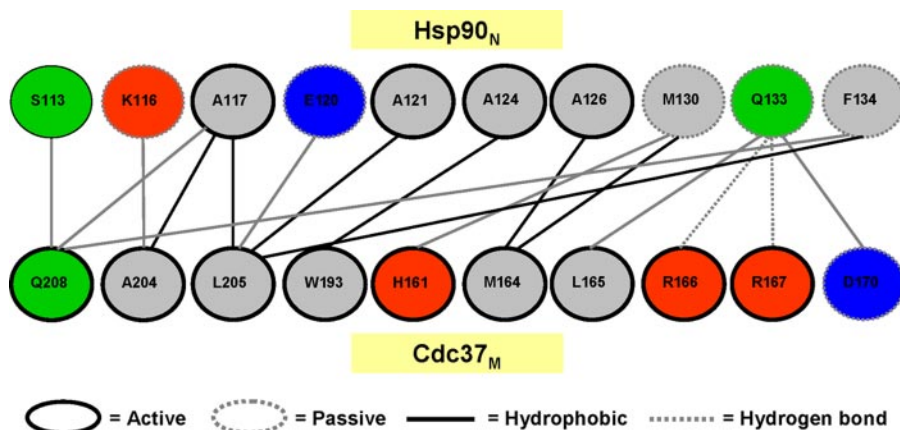 Hsp90N
S113 K116 A117 E120 A121 A124 A126 M130 Q133 F134
Q208 A204 L205 W193 H161 M164 L165 R166 R167 D170
Cdc37M
= Active = Passive = Hydrophobic = Hydrogen bond